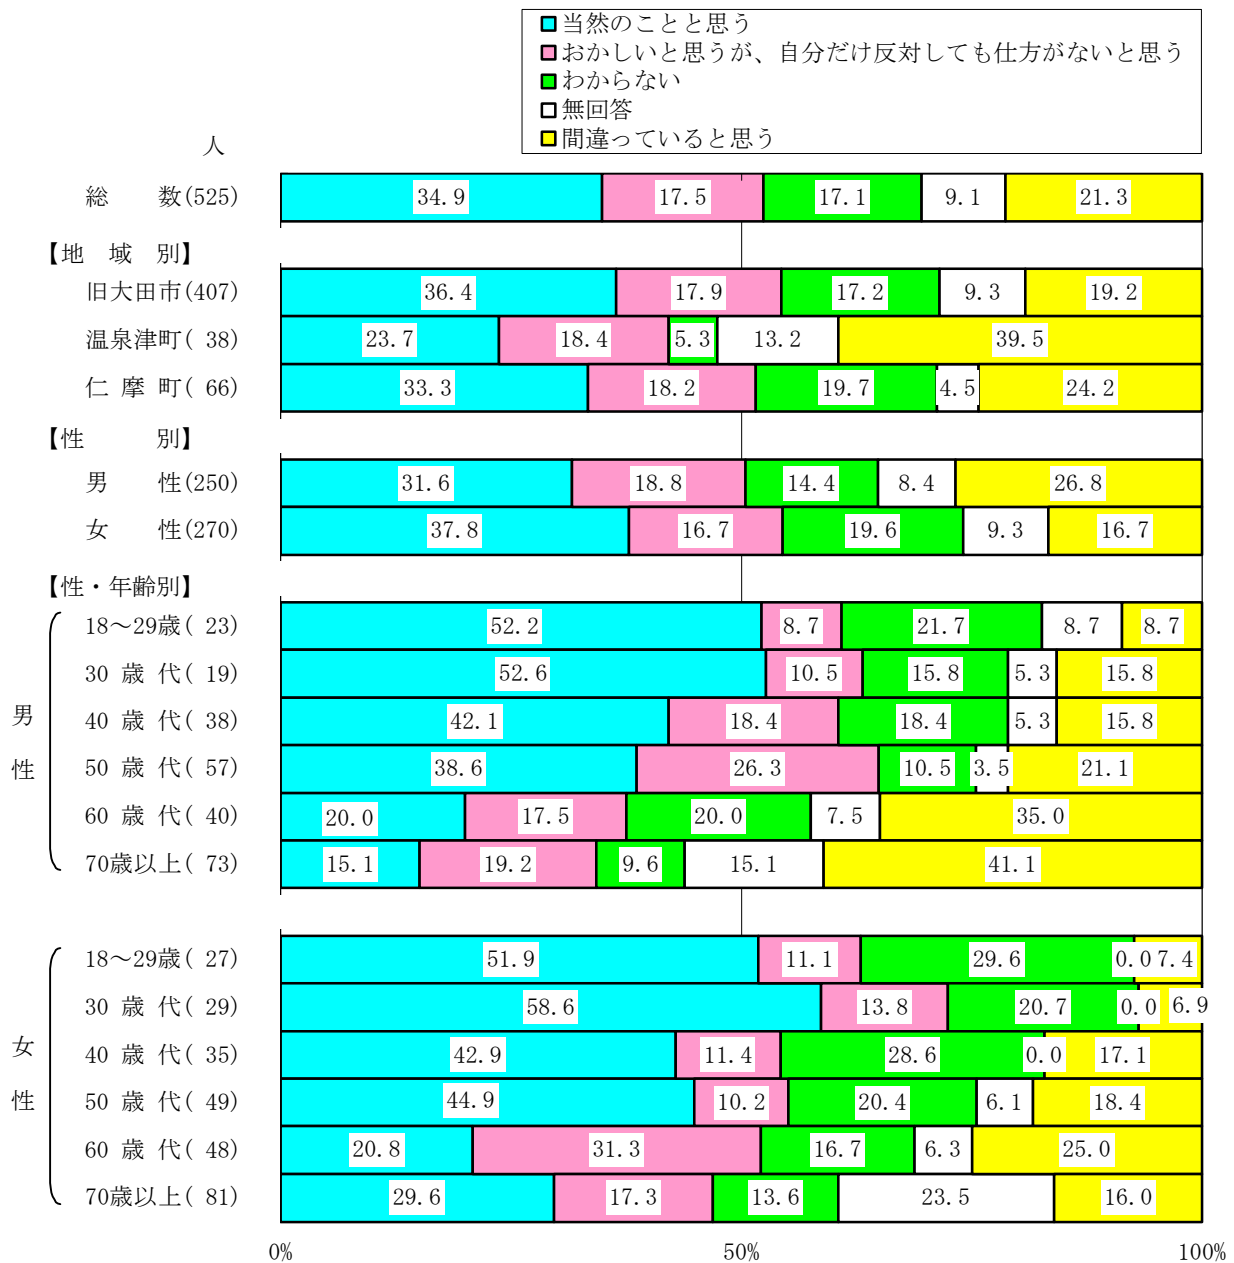 当然のことと思う
おかしいと思うが、自分だけ反対しても仕方がないと思う
わからない
無回答
間違っていると思う
人
総　　数(525) 34.9 17.5 17.1 9.1 21.3
【地　域　別】
旧大田市(407) 36.4 17.9 17.2 9.3 19.2
温泉津町( 38) 23.7 18.4 5.3 13.2 39.5
仁 摩 町( 66) 33.3 18.2 19.7 4.5 24.2
【性　　　別】
男　　性(250) 31.6 18.8 14.4 8.4 26.8
女　　性(270) 37.8 16.7 19.6 9.3 16.7
【性・年齢別】
男性
18～29歳( 23) 52.2 8.7 21.7 8.7 8.7
30 歳 代( 19) 52.6 10.5 15.8 5.3 15.8
40 歳 代( 38) 42.1 18.4 18.4 5.3 15.8
50 歳 代( 57) 38.6 26.3 10.5 3.5 21.1
60 歳 代( 40) 20.0 17.5 20.0 7.5 35.0
70歳以上( 73) 15.1 19.2 9.6 15.1 41.1
女性
18～29歳( 27) 51.9 11.1 29.6 0.0 7.4
30 歳 代( 29) 58.6 13.8 20.7 0.0 6.9
40 歳 代( 35) 42.9 11.4 28.6 0.0 17.1
50 歳 代( 49) 44.9 10.2 20.4 6.1 18.4
60 歳 代( 48) 20.8 31.3 16.7 6.3 25.0
70歳以上( 81) 29.6 17.3 13.6 23.5 16.0
0% 50% 100%